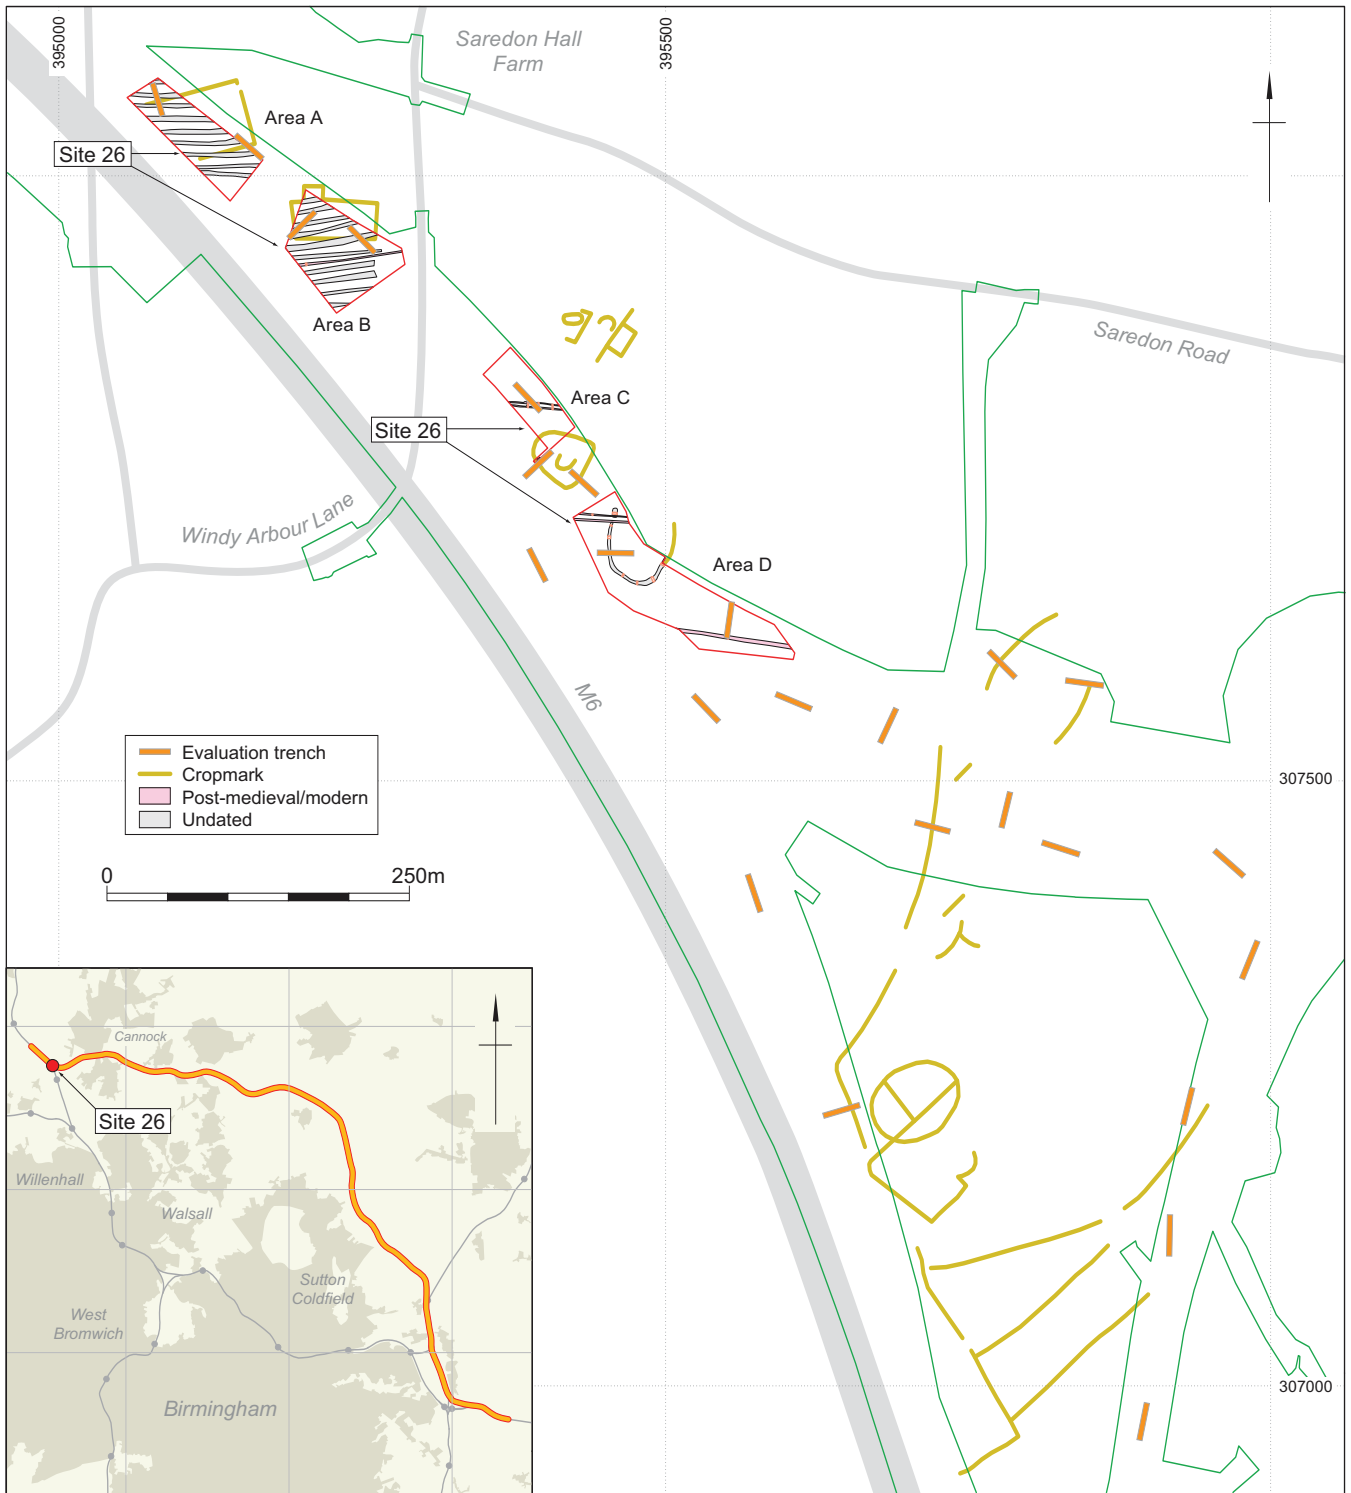 395000
395500
Saredon Hall
Farm
Area A
Site 26
Area B
Saredon Road
Area C
Site 26
Windy Arbour Lane
Area D
M6
Evaluation trench
Cropmark
Post-medieval/modern
Undated
307500
0
250m
Cannock
Site 26
Willenhall
Walsall
Sutton
Coldfield
West
Bromwich
Birmingham
307000